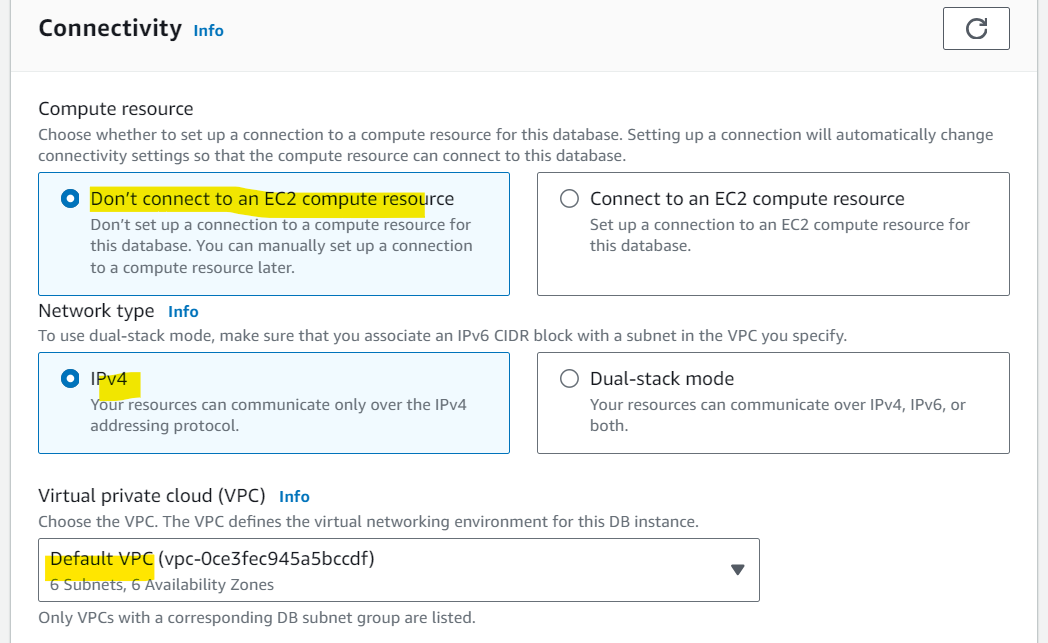 Connectivity Info
Compute resource
Choose whether to set up a connection to a compute resource for this database. Setting up a connection will automatically change
connectivity settings so that the compute resource can connect to this database.
Don't connect to an EC2 compute resource
Don't set up a connection to a compute resource for
this database. You can manually set up a connection
to a compute resource later.
Connect to an EC2 compute resource
Set up a connection to an EC2 compute resource for
this database.
Network type Info
To use dual-stack mode, make sure that you associate an IPv6 CIDR block with a subnet in the VPC you specify.
IPv4
Your resources can communicate only over the IPv4
addressing protocol.
Dual-stack mode
Your resources can communicate over IPv4, IPv6, or
both.
Virtual private cloud (VPC) Info
Choose the VPC. The VPC defines the virtual networking environment for this DB instance.
Default VPC (vpc-0ce3fec945a5bccdf)
6 Subnets, 6 Availability Zones
Only VPCs with a corresponding DB subnet group are listed.